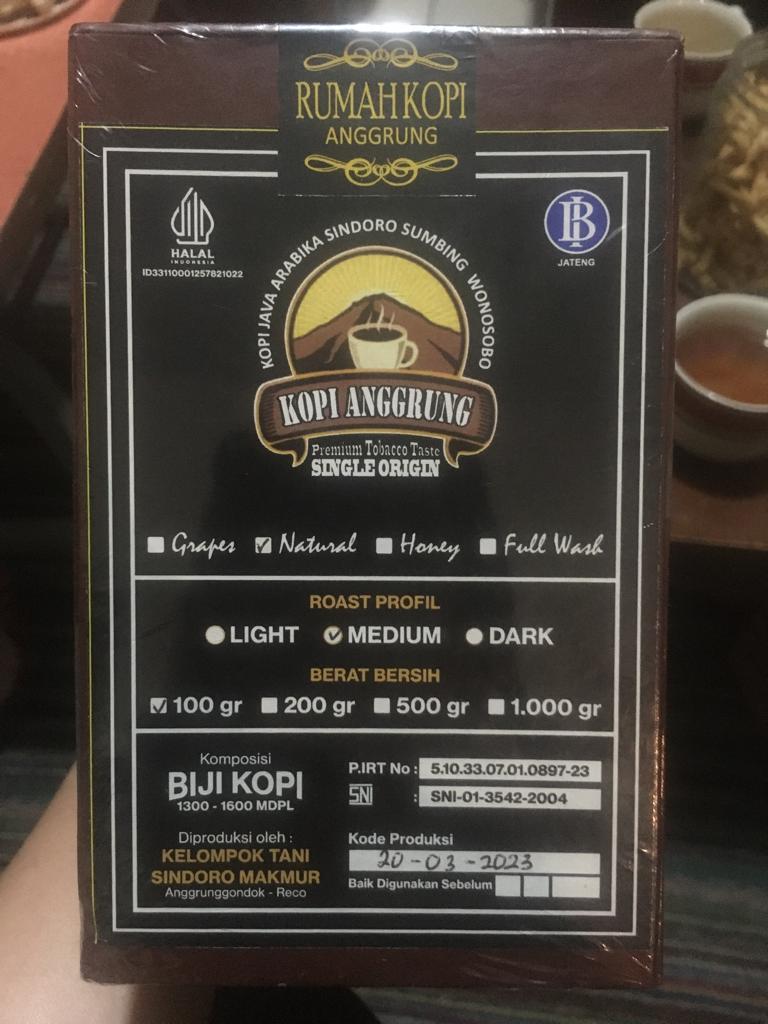 RUMAH KOPI
ANGGRUNG
HALAL
INDONESIA
ID33110001257821022
BI
JATENG
KOPI JAVA ARABIKA SINDORO SUMBING WONOSOBO
KOPI ANGGRUNG
Premium Tobacco Taste
SINGLE ORIGIN
Grapes Natural Honey Full Wash
ROAST PROFIL
LIGHT MEDIUM DARK
BERAT BERSIH
100 gr 200 gr 500 gr 1.000 gr
Komposisi
BIJI KOPI
1300 - 1600 MDPL
Diproduksi oleh :
KELOMPOK TANI
SINDORO MAKMUR
Anggrunggondok - Reco
P.IRT No : 5.10.33.07.01.0897-23
SNI : SNI-01-3542-2004
Kode Produksi
20-03-2023
Baik Digunakan Sebelum